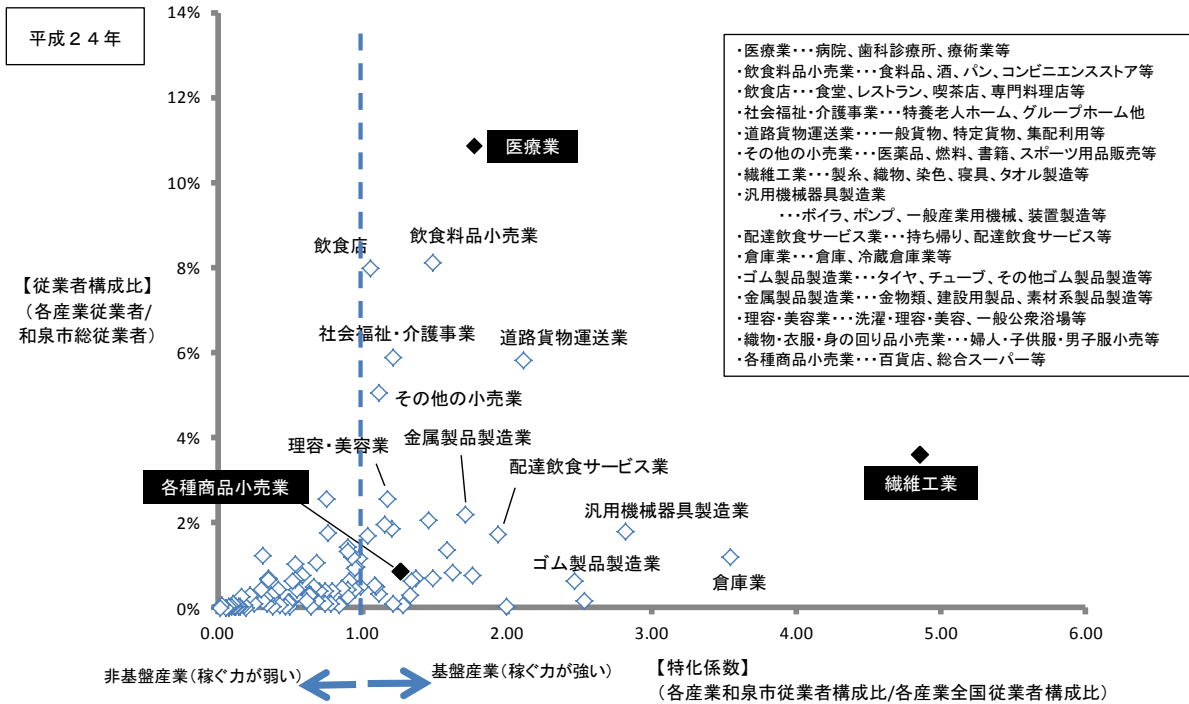 平成２４年
14%
12%
10%
8%
6%
4%
2%
0%
【従業者構成比】
（各産業従業者/
和泉市総従業者）
医療業
飲食店
飲食料品小売業
社会福祉・介護事業
道路貨物運送業
その他の小売業
理容・美容業
金属製品製造業
各種商品小売業
配達飲食サービス業
繊維工業
汎用機械器具製造業
ゴム製品製造業
倉庫業
・医療業・・・病院、歯科診療所、療術業等
・飲食料品小売業・・・食料品、酒、パン、コンビニエンスストア等
・飲食店・・・食堂、レストラン、喫茶店、専門料理店等
・社会福祉・介護事業・・・特養老人ホーム、グループホーム他
・道路貨物運送業・・・一般貨物、特定貨物、集配利用等
・その他の小売業・・・医薬品、燃料、書籍、スポーツ用品販売等
・繊維工業・・・製糸、織物、染色、寝具、タオル製造等
・汎用機械器具製造業
・・・ボイラ、ポンプ、一般産業用機械、装置製造等
・配達飲食サービス業・・・持ち帰り、配達飲食サービス等
・倉庫業・・・倉庫、冷蔵倉庫業等
・ゴム製品製造業・・・タイヤ、チューブ、その他ゴム製品製造等
・金属製品製造業・・・金物類、建設用製品、素材系製品製造等
・理容・美容業・・・洗濯・理容・美容、一般公衆浴場等
・織物・衣服・身の回り品小売業・・・婦人・子供服・男子服小売等
・各種商品小売業・・・百貨店、総合スーパー等
0.00 1.00 2.00 3.00 4.00 5.00 6.00
非基盤産業（稼ぐ力が弱い）
基盤産業（稼ぐ力が強い）
【特化係数】
（各産業和泉市従業者構成比/各産業全国従業者構成比）